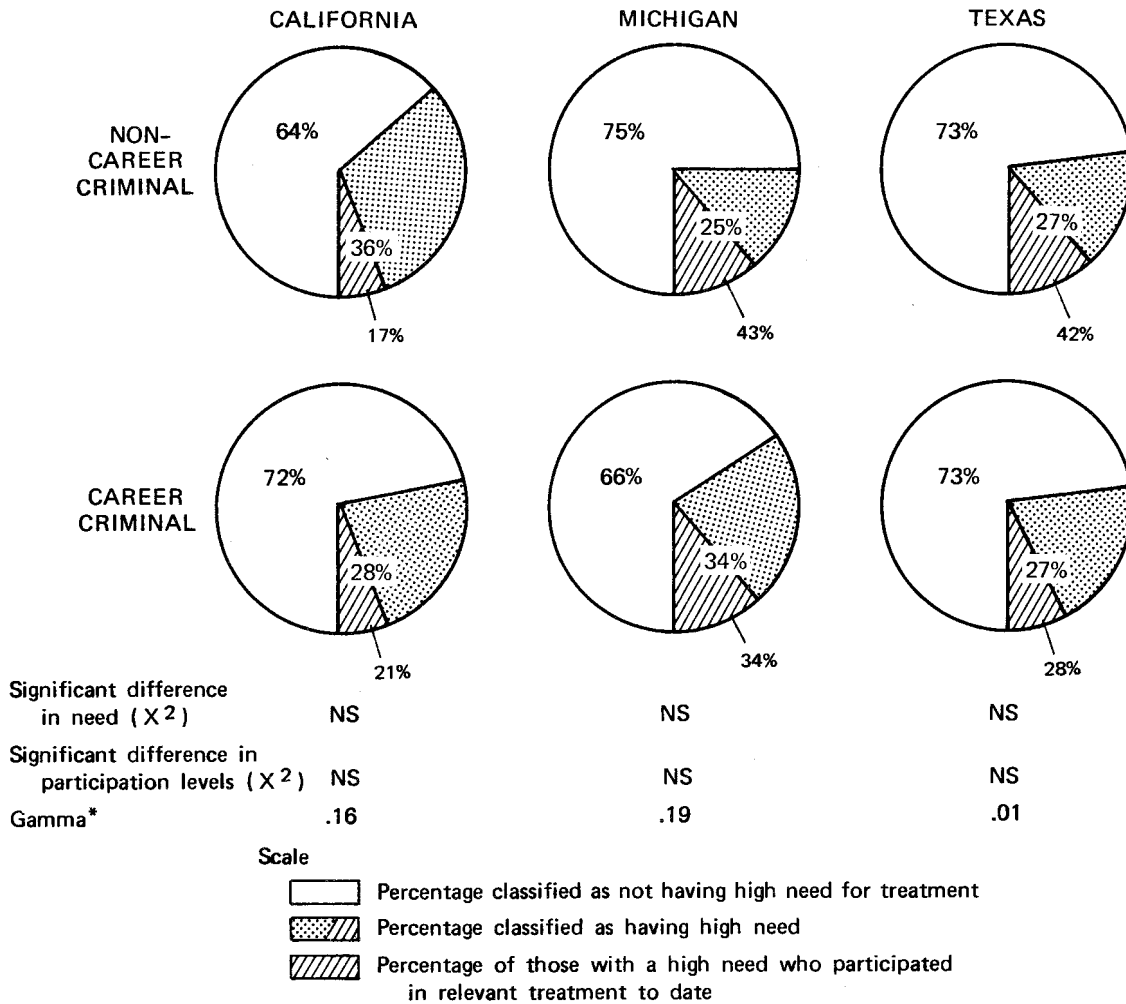 CALIFORNIA MICHIGAN TEXAS
NON-
CAREER
CRIMINAL
64% 75% 73%
36% 25% 27%
17% 43% 42%
CAREER
CRIMINAL
72% 66% 73%
28% 34% 27%
21% 34% 28%
Significant difference
in need (X²) NS NS NS
Significant difference in
participation levels (X²) NS NS NS
Gamma* .16 .19 .01
Scale
Percentage classified as not having high need for treatment
Percentage classified as having high need
Percentage of those with a high need who participated
in relevant treatment to date